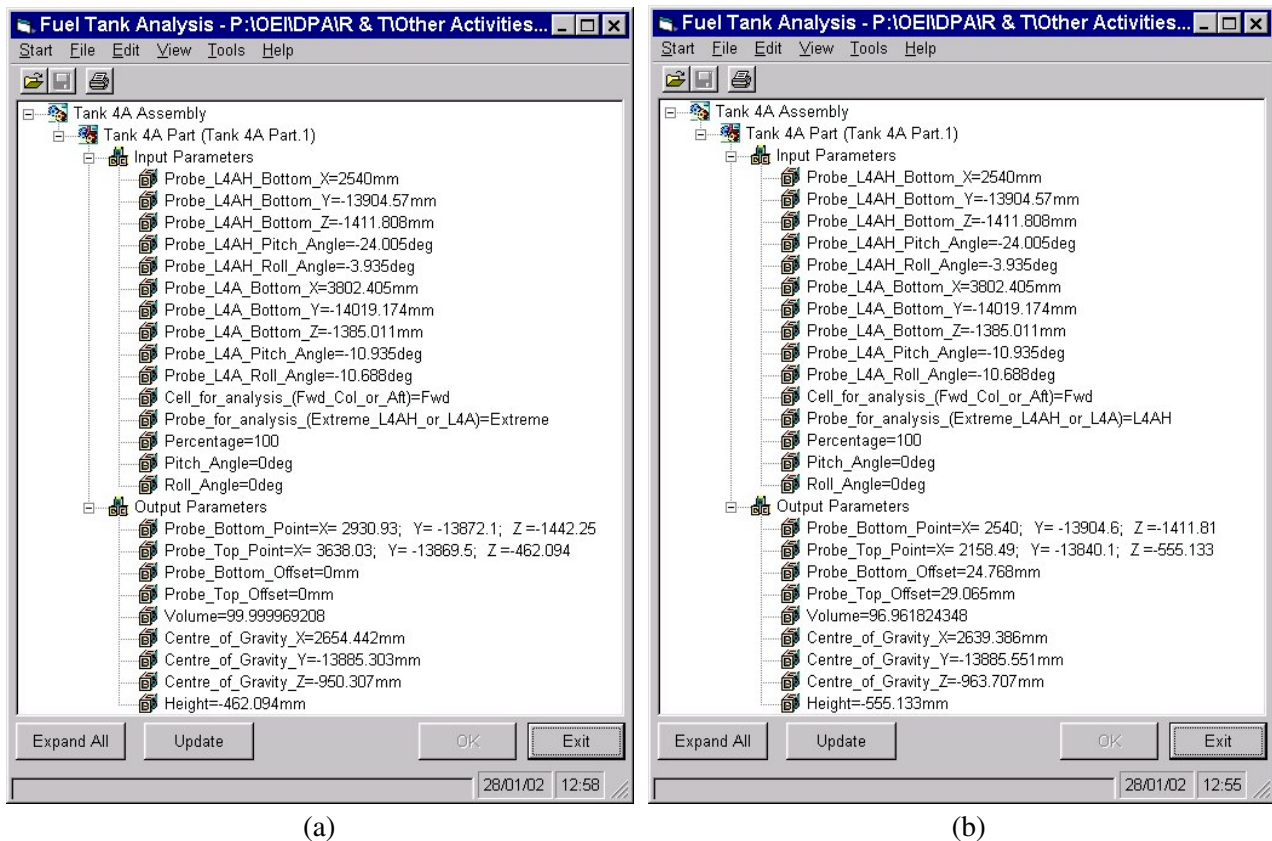 Fuel Tank Analysis - P:\OEI\DPA\R & T\Other Activities...
Start File Edit View Tools Help
Tank 4A Assembly
Tank 4A Part (Tank 4A Part.1)
Input Parameters
Probe_L4AH_Bottom_X=2540mm
Probe_L4AH_Bottom_Y=-13904.57mm
Probe_L4AH_Bottom_Z=-1411.808mm
Probe_L4AH_Pitch_Angle=-24.005deg
Probe_L4AH_Roll_Angle=-3.935deg
Probe_L4A_Bottom_X=3802.405mm
Probe_L4A_Bottom_Y=-14019.174mm
Probe_L4A_Bottom_Z=-1385.011mm
Probe_L4A_Pitch_Angle=-10.935deg
Probe_L4A_Roll_Angle=-10.688deg
Cell_for_analysis_(Fwd_Col_or_Aft)=Fwd
Probe_for_analysis_(Extreme_L4AH_or_L4A)=Extreme
Percentage=100
Pitch_Angle=0deg
Roll_Angle=0deg
Output Parameters
Probe_Bottom_Point=X= 2930.93; Y= -13872.1; Z =-1442.25
Probe_Top_Point=X= 3638.03; Y= -13869.5; Z =-462.094
Probe_Bottom_Offset=0mm
Probe_Top_Offset=0mm
Volume=99.999969208
Centre_of_Gravity_X=2654.442mm
Centre_of_Gravity_Y=-13885.303mm
Centre_of_Gravity_Z=-950.307mm
Height=-462.094mm
Expand All Update OK Exit
28/01/02 12:58
(a)
Fuel Tank Analysis - P:\OEI\DPA\R & T\Other Activities...
Start File Edit View Tools Help
Tank 4A Assembly
Tank 4A Part (Tank 4A Part.1)
Input Parameters
Probe_L4AH_Bottom_X=2540mm
Probe_L4AH_Bottom_Y=-13904.57mm
Probe_L4AH_Bottom_Z=-1411.808mm
Probe_L4AH_Pitch_Angle=-24.005deg
Probe_L4AH_Roll_Angle=-3.935deg
Probe_L4A_Bottom_X=3802.405mm
Probe_L4A_Bottom_Y=-14019.174mm
Probe_L4A_Bottom_Z=-1385.011mm
Probe_L4A_Pitch_Angle=-10.935deg
Probe_L4A_Roll_Angle=-10.688deg
Cell_for_analysis_(Fwd_Col_or_Aft)=Fwd
Probe_for_analysis_(Extreme_L4AH_or_L4A)=L4AH
Percentage=100
Pitch_Angle=0deg
Roll_Angle=0deg
Output Parameters
Probe_Bottom_Point=X= 2540; Y= -13904.6; Z =-1411.81
Probe_Top_Point=X= 2158.49; Y= -13840.1; Z =-555.133
Probe_Bottom_Offset=24.768mm
Probe_Top_Offset=29.065mm
Volume=96.961824348
Centre_of_Gravity_X=2639.386mm
Centre_of_Gravity_Y=-13885.551mm
Centre_of_Gravity_Z=-963.707mm
Height=-555.133mm
Expand All Update OK Exit
28/01/02 12:55
(b)